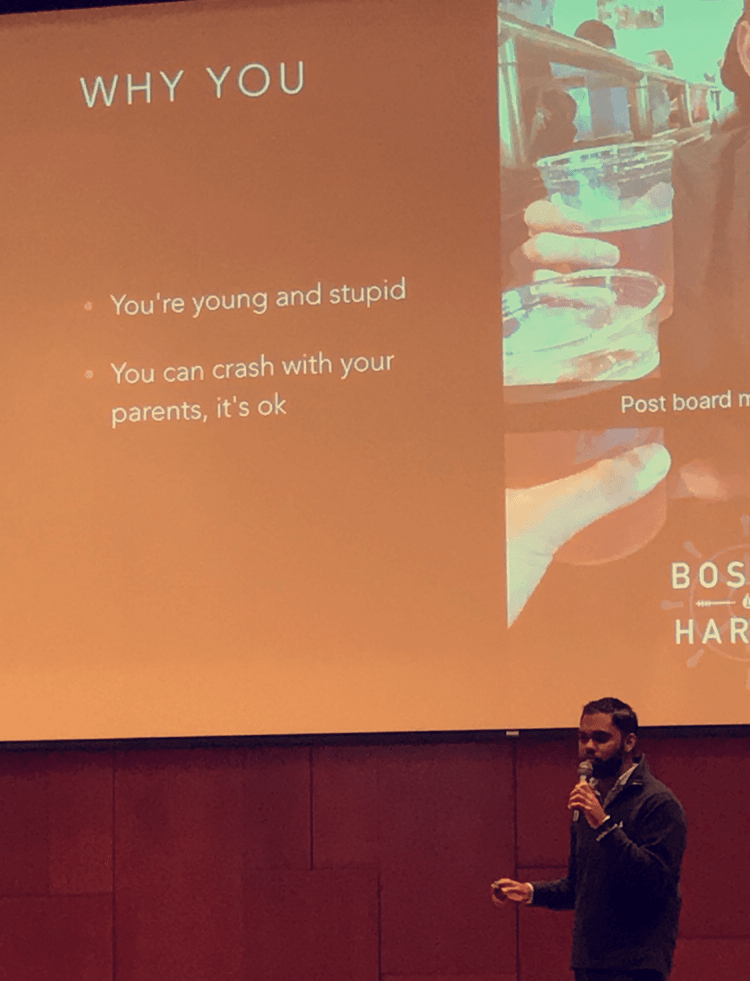 WHY YOU
You're young and stupid
You can crash with your
parents, it's ok
Post board
BOS
HAR